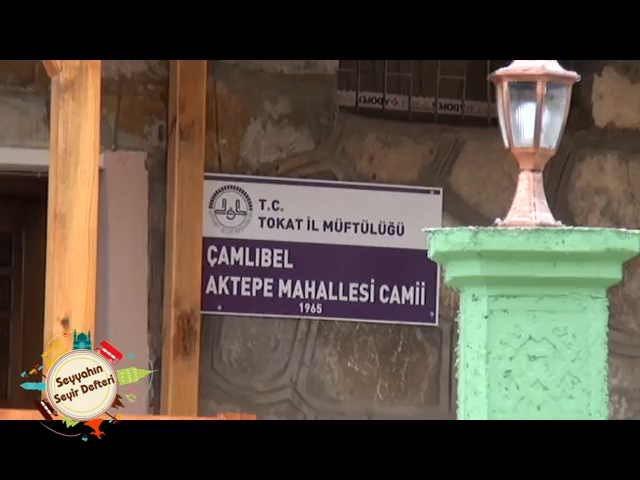 T.C.
TOKAT İL MÜFTÜLÜĞÜ
ÇAMLIBEL
AKTEPE MAHALLESİ CAMİİ
1965
Seyyahın
Seyir Defteri